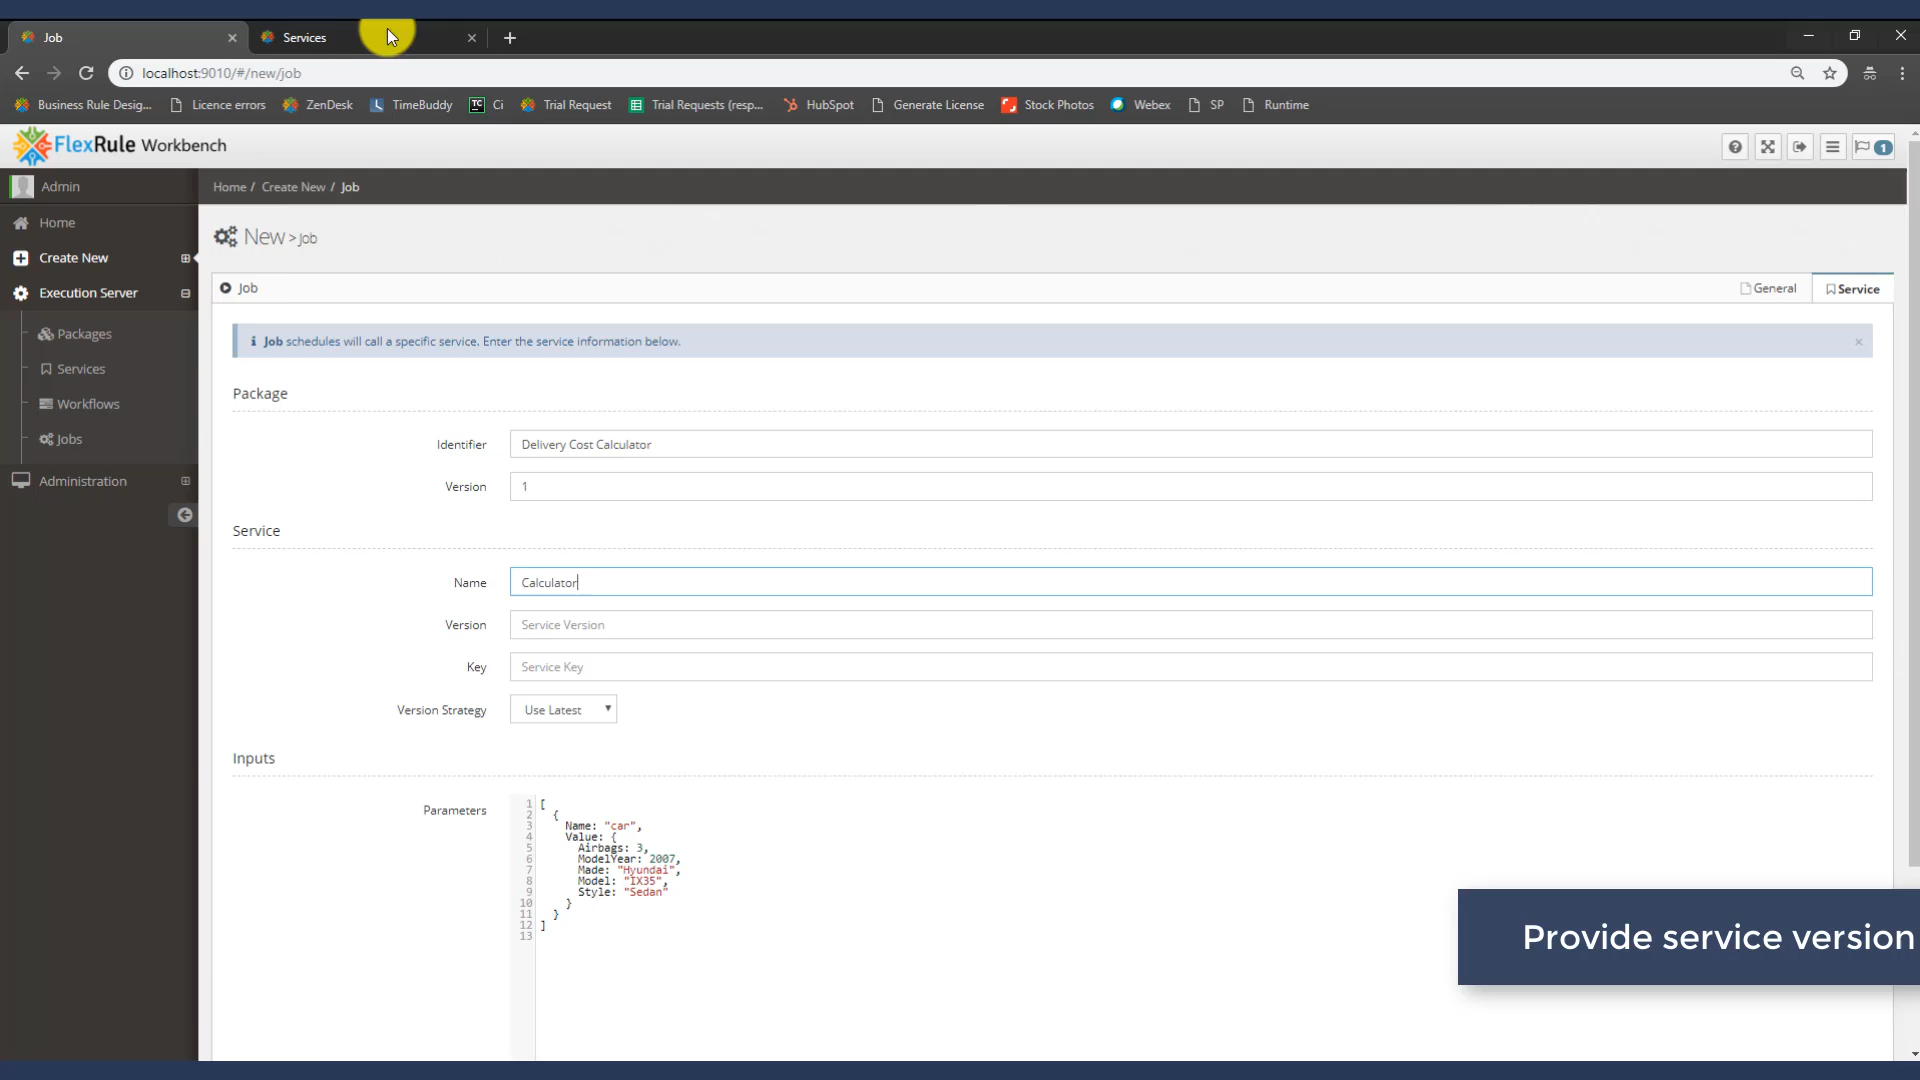 Job
Services
localhost:9010/#/new/job
Business Rule Desig... Licence errors ZenDesk TimeBuddy Ci Trial Request Trial Requests (resp... HubSpot Generate License Stock Photos Webex SP Runtime
FlexRule Workbench
1
Admin
Home / Create New / Job
Home
Create New
Execution Server
Packages
Services
Workflows
Jobs
Administration
New > Job
Job
General
Service
Job schedules will call a specific service. Enter the service information below.
Package
Identifier Delivery Cost Calculator
Version 1
Service
Name Calculator
Version Service Version
Key Service Key
Version Strategy Use Latest
Inputs
Parameters
1 [
2 {
3 Name: "car",
4 Value: {
5 Airbags: 3,
6 ModelYear: 2007,
7 Made: "Hyundai",
8 Model: "IX35",
9 Style: "Sedan"
10 }
11 }
12 ]
13
Provide service version